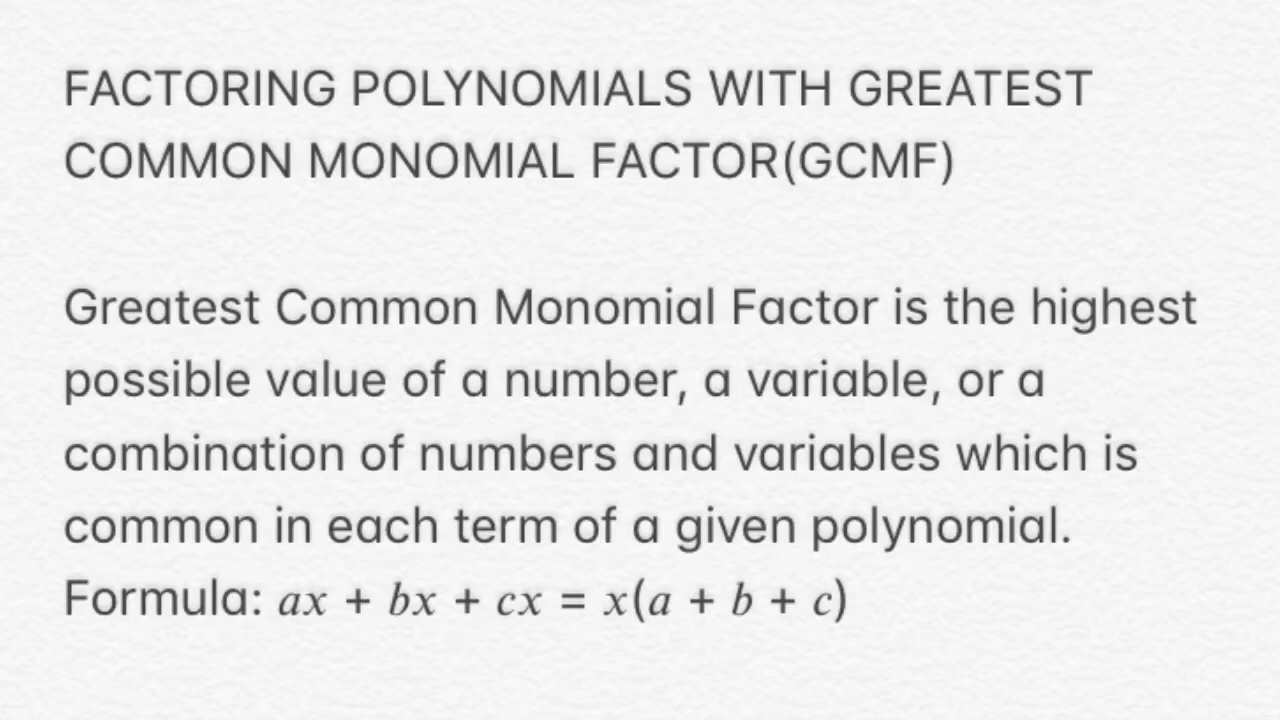 FACTORING POLYNOMIALS WITH GREATEST
COMMON MONOMIAL FACTOR(GCMF)
Greatest Common Monomial Factor is the highest
possible value of a number, a variable, or a
combination of numbers and variables which is
common in each term of a given polynomial.
Formula: ax + bx + cx = x(a + b + c)